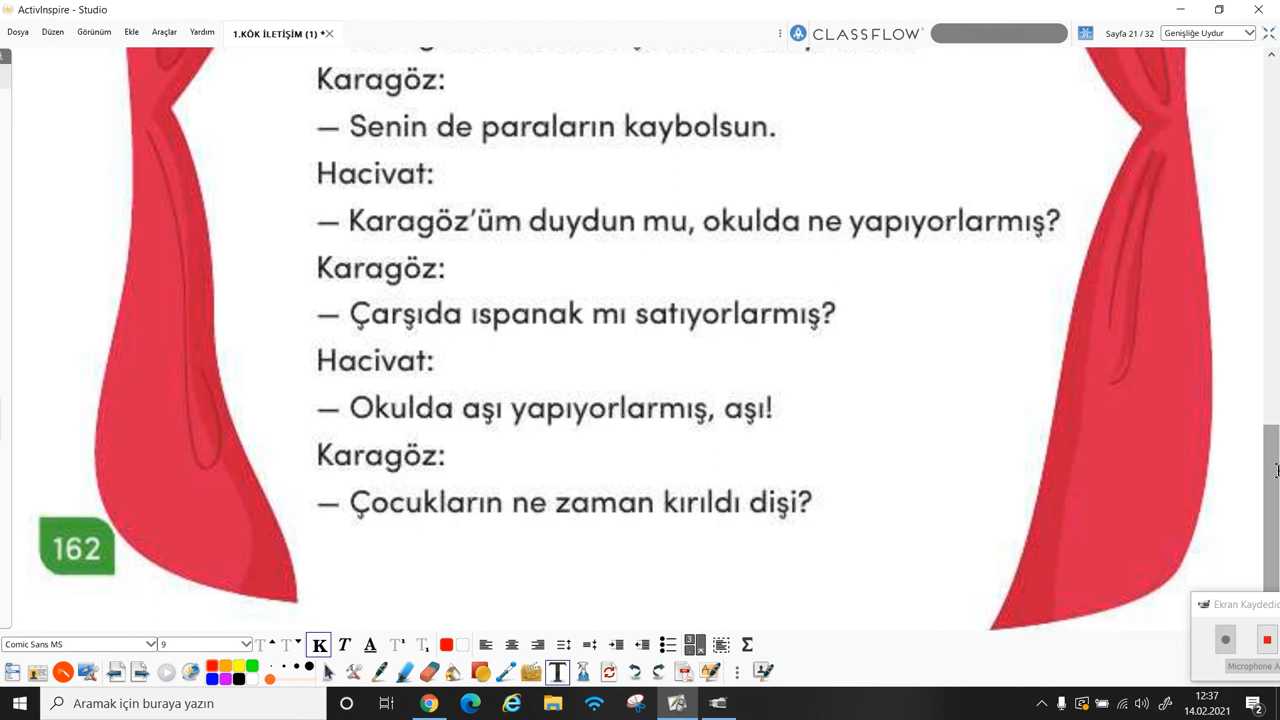 ActivInspire - Studio
Dosya Düzen Görünüm Ekle Araçlar Yardım 1.KÖK İLETİŞİM (1) * CLASSFLOW Sayfa 21 / 32 Genişliğe Uydur
Karagöz:
— Senin de paraların kaybolsun.
Hacivat:
— Karagöz'üm duydun mu, okulda ne yapıyorlarmış?
Karagöz:
— Çarşıda ıspanak mı satıyorlarmış?
Hacivat:
— Okulda aşı yapıyorlarmış, aşı!
Karagöz:
— Çocukların ne zaman kırıldı dişi?
162
Ekran Kaydedic
Microphone A
Comic Sans MS 9
Aramak için buraya yazın
12:37
14.02.2021
2